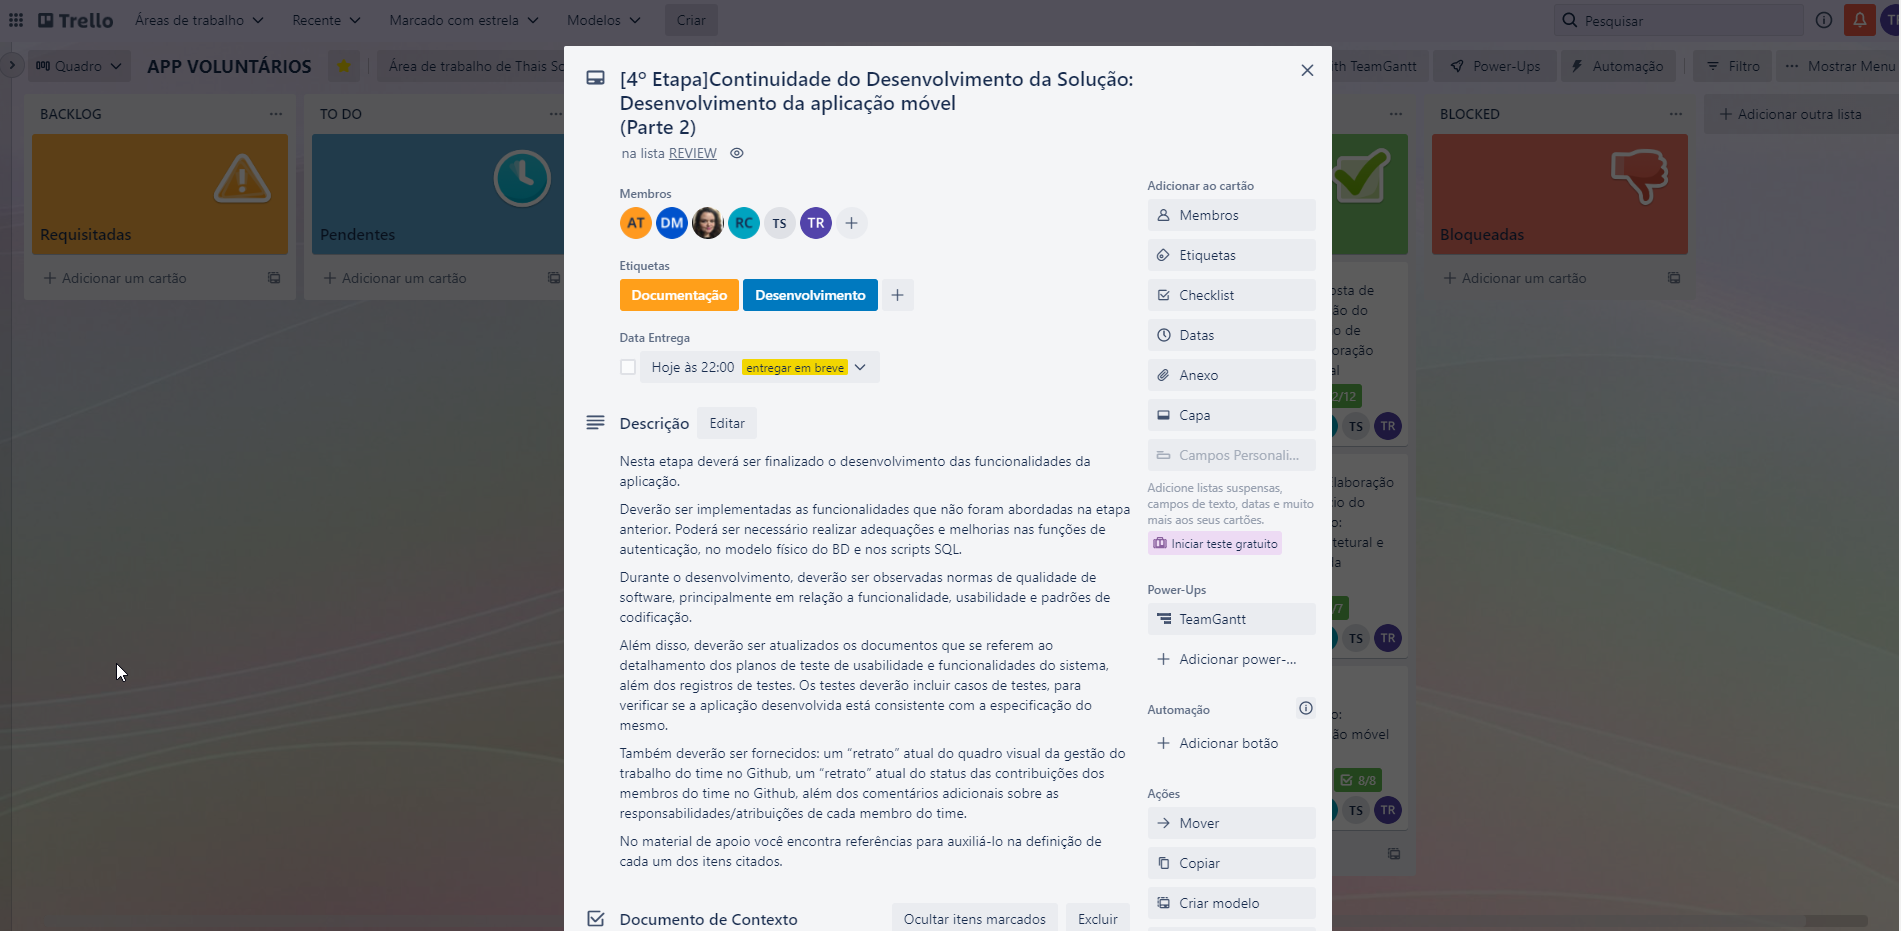 Trello
Áreas de trabalho
Recente
Marcado com estrela
Modelos
Criar
Pesquisar
Quadro
APP VOLUNTÁRIOS
Área de trabalho de Thais
TeamGantt
Power-Ups
Automação
Filtro
Mostrar Menu
BACKLOG
Requisitadas
Adicionar um cartão
TO DO
Pendentes
Adicionar um cartão
[4º Etapa]Continuidade do Desenvolvimento da Solução:
Desenvolvimento da aplicação móvel
(Parte 2)
na lista REVIEW
Membros
AT DM RC TS TR
Etiquetas
Documentação Desenvolvimento
Data Entrega
Hoje às 22:00 entregar em breve
Descrição Editar
Nesta etapa deverá ser finalizado o desenvolvimento das funcionalidades da
aplicação.
Deverão ser implementadas as funcionalidades que não foram abordadas na etapa
anterior. Poderá ser necessário realizar adequações e melhorias nas funções de
autenticação, no modelo físico do BD e nos scripts SQL.
Durante o desenvolvimento, deverão ser observadas normas de qualidade de
software, principalmente em relação a funcionalidade, usabilidade e padrões de
codificação.
Além disso, deverão ser atualizados os documentos que se referem ao
detalhamento dos planos de teste de usabilidade e funcionalidades do sistema,
além dos registros de testes. Os testes deverão incluir casos de testes, para
verificar se a aplicação desenvolvida está consistente com a especificação do
mesmo.
Também deverão ser fornecidos: um “retrato” atual do quadro visual da gestão do
trabalho do time no Github, um “retrato” atual do status das contribuições dos
membros do time no Github, além dos comentários adicionais sobre as
responsabilidades/atribuições de cada membro do time.
No material de apoio você encontra referências para auxiliá-lo na definição de
cada um dos itens citados.
Documento de Contexto
Ocultar itens marcados
Excluir
Adicionar ao cartão
Membros
Etiquetas
Checklist
Datas
Anexo
Capa
Campos Personali...
Adicione listas suspensas,
campos de texto, datas e muito
mais aos seus cartões.
Iniciar teste gratuito
Power-Ups
TeamGantt
Adicionar power-...
Automação
Adicionar botão
Ações
Mover
Copiar
Criar modelo
de
do
de
2/12
TS TR
do
e
/7
TS TR
móvel
8/8
TS TR
BLOCKED
Bloqueadas
Adicionar um cartão
Adicionar outra lista